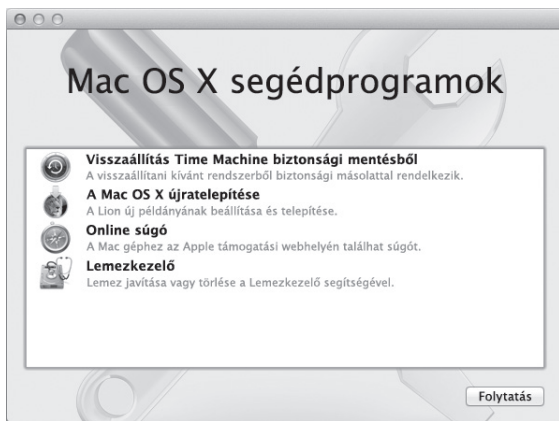 Mac OS X segédprogramok
Visszaállítás Time Machine biztonsági mentésből
A visszaállítani kívánt rendszerből biztonsági másolattal rendelkezik.
A Mac OS X újratelepítése
A Lion új példányának beállítása és telepítése.
Online súgó
A Mac géphez az Apple támogatási webhelyén találhat súgót.
Lemezkezelő
Lemez javítása vagy törlése a Lemezkezelő segítségével.
Folytatás